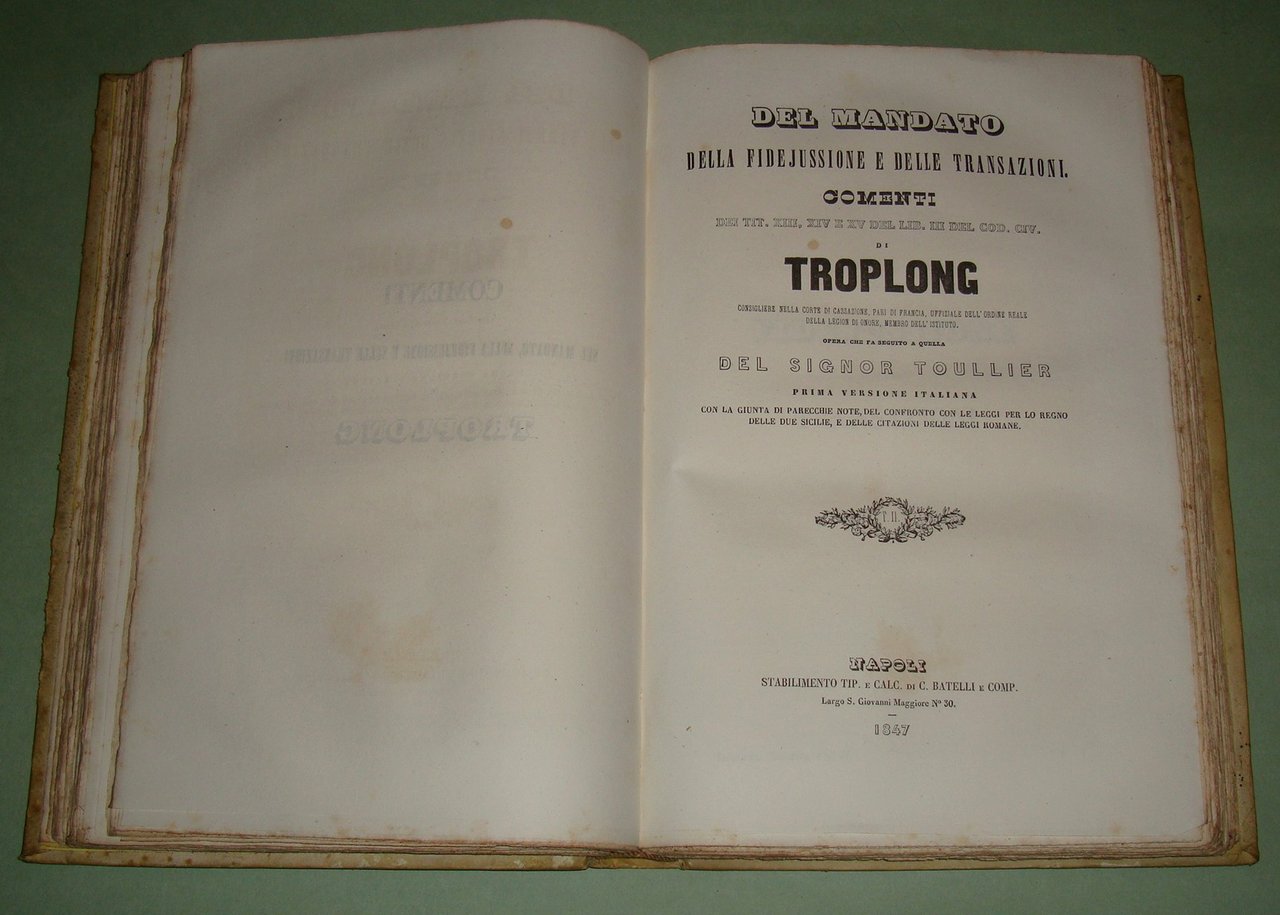 DEL MANDATO
DELLA FIDEJUSSIONE E DELLE TRANSAZIONI.
COMENTI
DEI TIT. XIII, XIV E XV DEL LIB. III DEL COD. CIV.
DI
TROPLONG
CONSIGLIERE NELLA CORTE DI CASSAZIONE, PARI DI FRANCIA, UFFIZIALE DELL' ORDINE REALE
DELLA LEGION DI ONORE, MEMBRO DELL' ISTITUTO.
OPERA CHE FA SEGUITO A QUELLA
DEL SIGNOR TOULLIER
PRIMA VERSIONE ITALIANA
CON LA GIUNTA DI PARECCHIE NOTE, DEL CONFRONTO CON LE LEGGI PER LO REGNO
DELLE DUE SICILIE, E DELLE CITAZIONI DELLE LEGGI ROMANE.
NAPOLI
STABILIMENTO TIP. E CALC. DI C. BATELLI E COMP.
Largo S. Giovanni Maggiore Nº 30.
1847